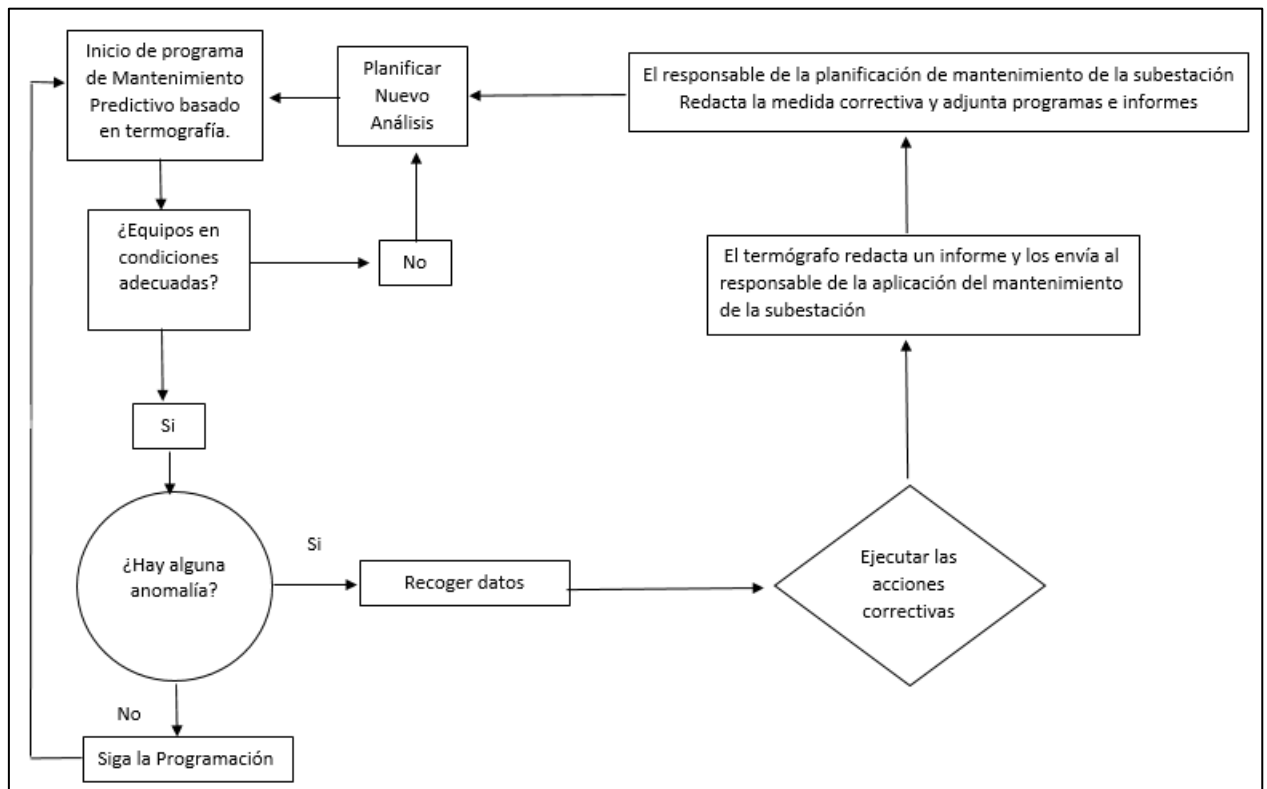 Inicio de programa
de Mantenimiento
Predictivo basado
en termografía.
Planificar
Nuevo
Análisis
El responsable de la planificación de mantenimiento de la subestación
Redacta la medida correctiva y adjunta programas e informes
¿Equipos en
condiciones
adecuadas?
No
El termógrafo redacta un informe y los envía al
responsable de la aplicación del mantenimiento
de la subestación
Si
¿Hay alguna
anomalía?
Si
Recoger datos
Ejecutar las
acciones
correctivas
No
Siga la Programación